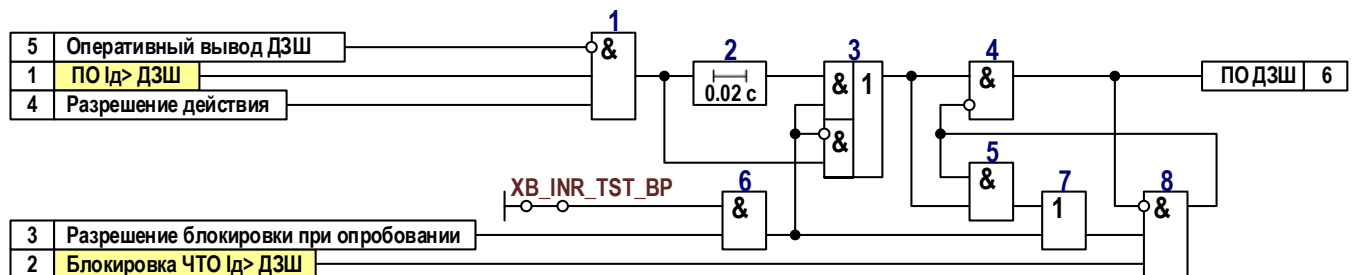 1
5 Оперативный вывод ДЗШ
&
2
3
4
1 ПО Iд> ДЗШ
& 1
&
ПО ДЗШ 6
0.02 с
4 Разрешение действия
&
5
&
XB_INR_TST_BP
6
7
8
&
1
&
3 Разрешение блокировки при опробовании
2 Блокировка ЧТО Iд> ДЗШ